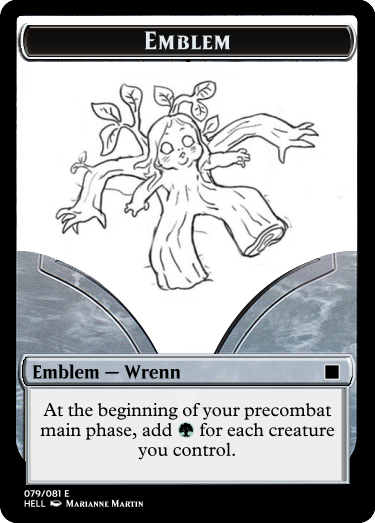 Emblem
Emblem — Wrenn
At the beginning of your precombat
main phase, add for each creature
you control.
079/081 E
HELL Marianne Martin